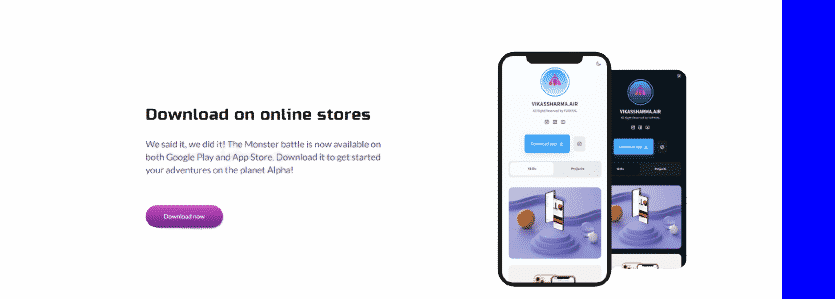 Download on online stores
We said it, we did it! The Monster battle is now available on
both Google Play and App Store. Download it to get started
your adventures on the planet Alpha!
Download now
VIKASSHARMA.AIR
Download app
Skills
Projects
VIKASSHARMA.AIR
Download app
Skills
Projects